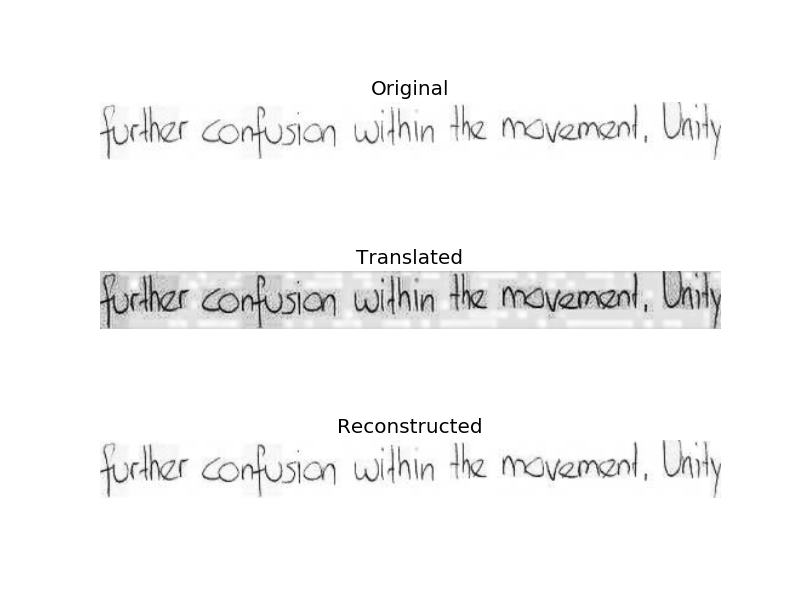 Original
further confusion within the movement. Unity
Translated
further confusion within the movement. Unity
Reconstructed
further confusion within the movement. Unity